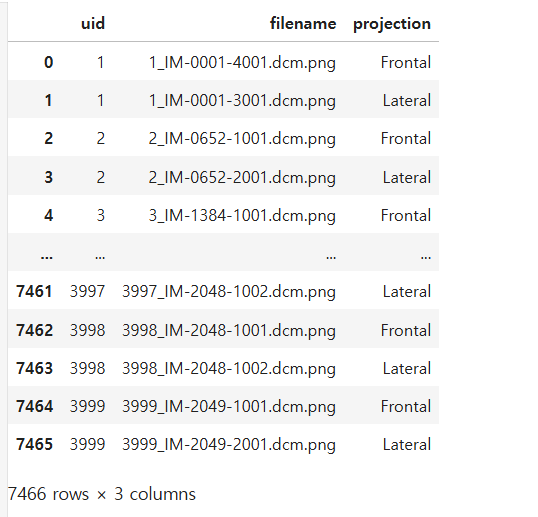 uid filename projection
0 1 1_IM-0001-4001.dcm.png Frontal
1 1 1_IM-0001-3001.dcm.png Lateral
2 2 2_IM-0652-1001.dcm.png Frontal
3 2 2_IM-0652-2001.dcm.png Lateral
4 3 3_IM-1384-1001.dcm.png Frontal
... ... ... ...
7461 3997 3997_IM-2048-1002.dcm.png Lateral
7462 3998 3998_IM-2048-1001.dcm.png Frontal
7463 3998 3998_IM-2048-1002.dcm.png Lateral
7464 3999 3999_IM-2049-1001.dcm.png Frontal
7465 3999 3999_IM-2049-2001.dcm.png Lateral
7466 rows × 3 columns